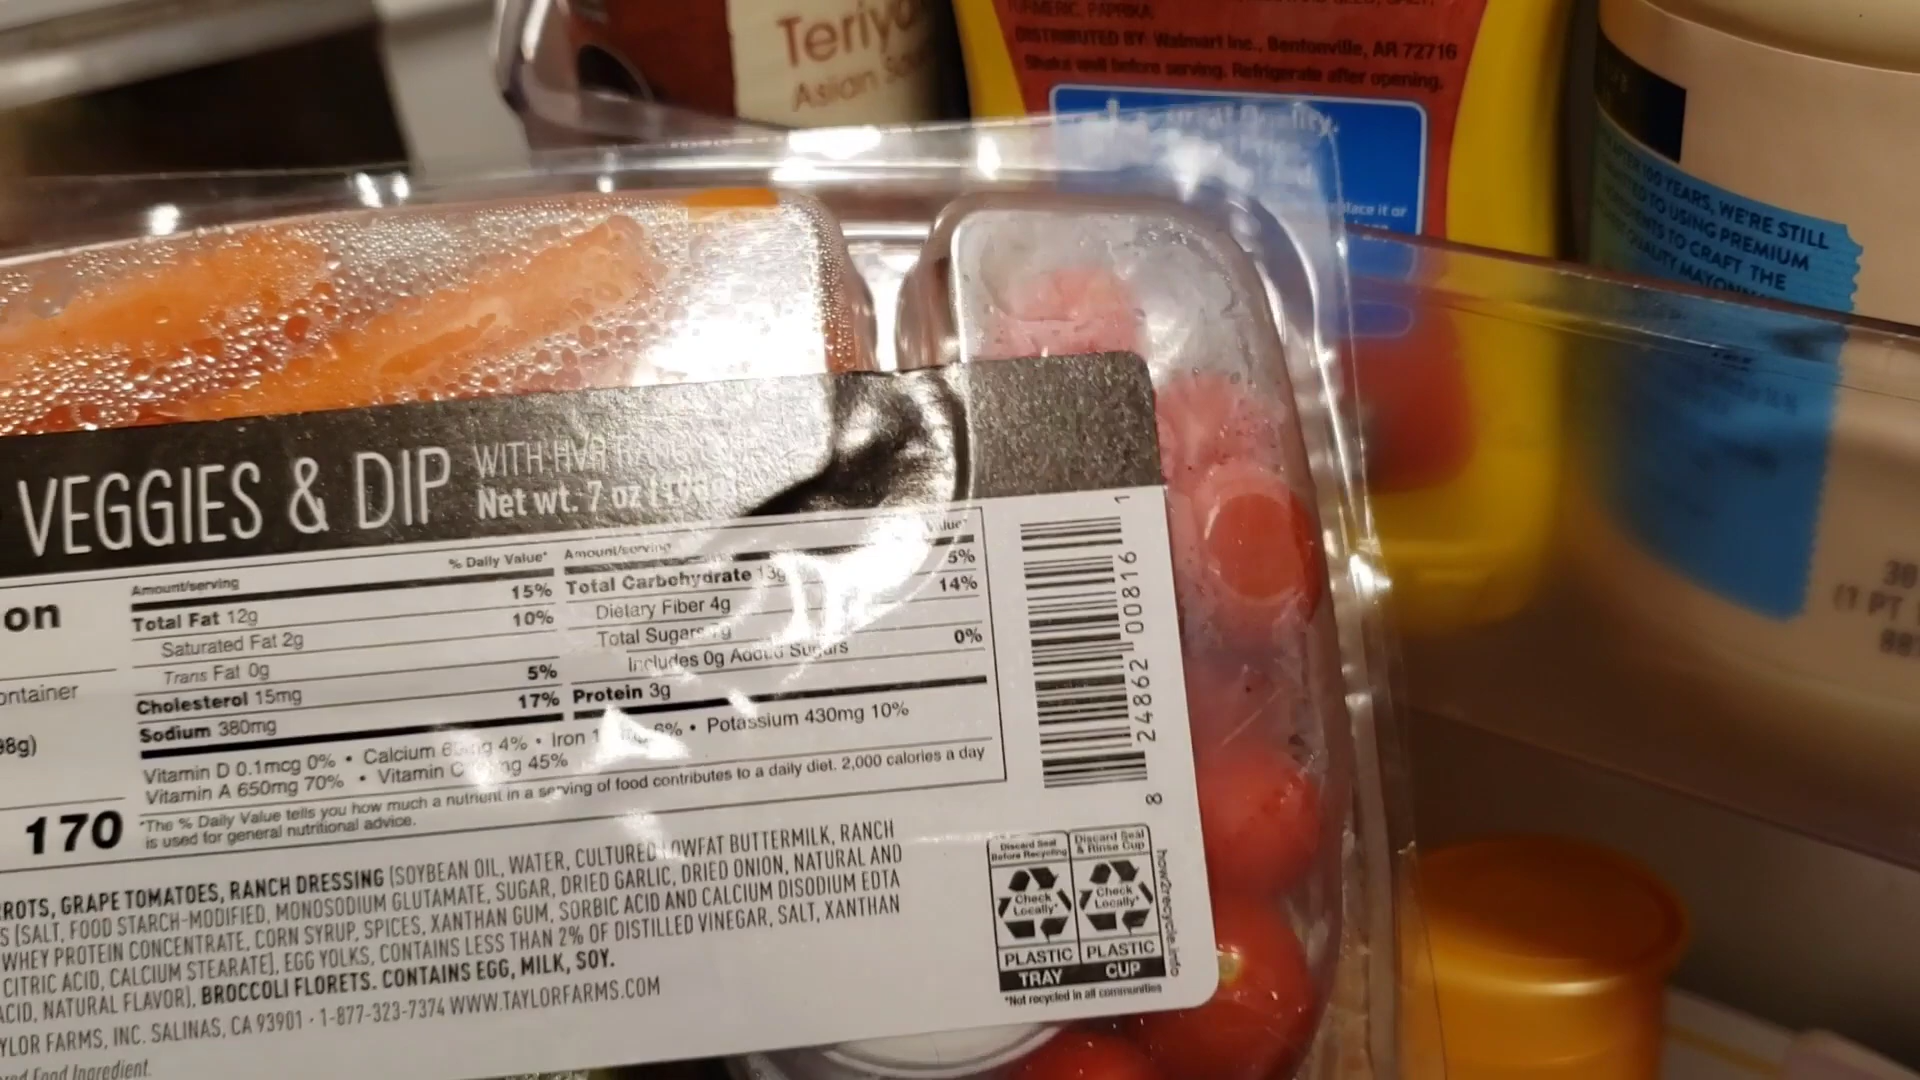 TURMERIC, PAPRIKA
DISTRIBUTED BY: Walmart Inc., Bentonville, AR 72716
Shake well before serving. Refrigerate after opening.
Asian
YEARS, WE'RE STILL
TO USING PREMIUM
TO CRAFT THE
place it or
VEGGIES & DIP
WITH HVR
Net wt. 7 oz
Amount/serving % Daily Value*
Total Fat 12g 15%
Saturated Fat 2g 10%
Trans Fat 0g
Cholesterol 15mg 5%
Sodium 380mg 17%
Amount/serving
Total Carbohydrate 13g 5%
Dietary Fiber 4g 14%
Total Sugars
Includes 0g Added Sugars 0%
Protein 3g
Vitamin D 0.1mcg 0% • Calcium 4% • Iron 6% • Potassium 430mg 10%
Vitamin A 650mg 70% • Vitamin C 45%
*The % Daily Value tells you how much a nutrient in a serving of food contributes to a daily diet. 2,000 calories a day
is used for general nutritional advice.
on
ontainer
98g)
170
ROTS, GRAPE TOMATOES, RANCH DRESSING (SOYBEAN OIL, WATER, CULTURED LOWFAT BUTTERMILK, RANCH
S [SALT, FOOD STARCH-MODIFIED, MONOSODIUM GLUTAMATE, SUGAR, DRIED GARLIC, DRIED ONION, NATURAL AND
WHEY PROTEIN CONCENTRATE, CORN SYRUP, SPICES, XANTHAN GUM, SORBIC ACID AND CALCIUM DISODIUM EDTA
CITRIC ACID, CALCIUM STEARATE], EGG YOLKS, CONTAINS LESS THAN 2% OF DISTILLED VINEGAR, SALT, XANTHAN
ACID, NATURAL FLAVOR), BROCCOLI FLORETS. CONTAINS EGG, MILK, SOY.
YLOR FARMS, INC. SALINAS, CA 93901 • 1-877-323-7374 WWW.TAYLORFARMS.COM
Food Ingredient.
8 24862 00816 1
Discard Seal
Before Recycling
Check
Locally*
PLASTIC
TRAY
Discard Seal
& Rinse Cup
Check
Locally*
PLASTIC
CUP
*Not recycled in all communities
how2recycle.info
(1 PT